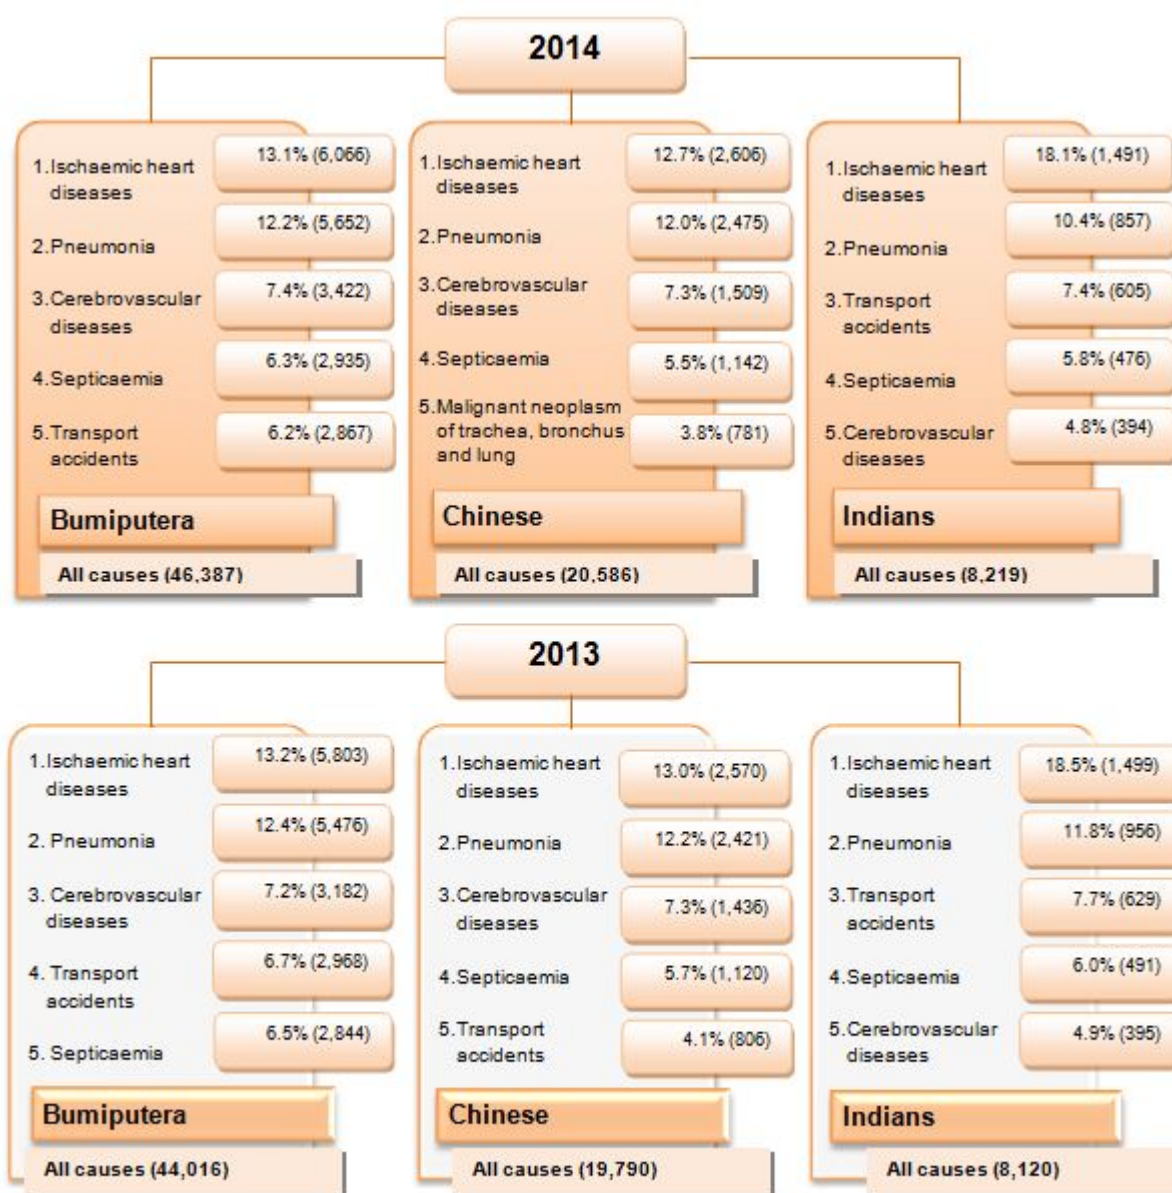 2014
1.Ischaemic heart
diseases
13.1% (6,066)
2.Pneumonia
12.2% (5,652)
3.Cerebrovascular
diseases
7.4% (3,422)
4.Septicaemia
6.3% (2,935)
5.Transport
accidents
6.2% (2,867)
Bumiputera
All causes (46,387)
1.Ischaemic heart
diseases
12.7% (2,606)
2.Pneumonia
12.0% (2,475)
3.Cerebrovascular
diseases
7.3% (1,509)
4.Septicaemia
5.5% (1,142)
5.Malignant neoplasm
of trachea, bronchus
and lung
3.8% (781)
Chinese
All causes (20,586)
1.Ischaemic heart
diseases
18.1% (1,491)
2.Pneumonia
10.4% (857)
3.Transport
accidents
7.4% (605)
4.Septicaemia
5.8% (476)
5.Cerebrovascular
diseases
4.8% (394)
Indians
All causes (8,219)
2013
1.Ischaemic heart
diseases
13.2% (5,803)
2. Pneumonia
12.4% (5,476)
3. Cerebrovascular
diseases
7.2% (3,182)
4. Transport
accidents
6.7% (2,968)
5. Septicaemia
6.5% (2,844)
Bumiputera
All causes (44,016)
1.Ischaemic heart
diseases
13.0% (2,570)
2.Pneumonia
12.2% (2,421)
3.Cerebrovascular
diseases
7.3% (1,436)
4.Septicaemia
5.7% (1,120)
5.Transport
accidents
4.1% (806)
Chinese
All causes (19,790)
1.Ischaemic heart
diseases
18.5% (1,499)
2.Pneumonia
11.8% (956)
3.Transport
accidents
7.7% (629)
4.Septicaemia
6.0% (491)
5.Cerebrovascular
diseases
4.9% (395)
Indians
All causes (8,120)